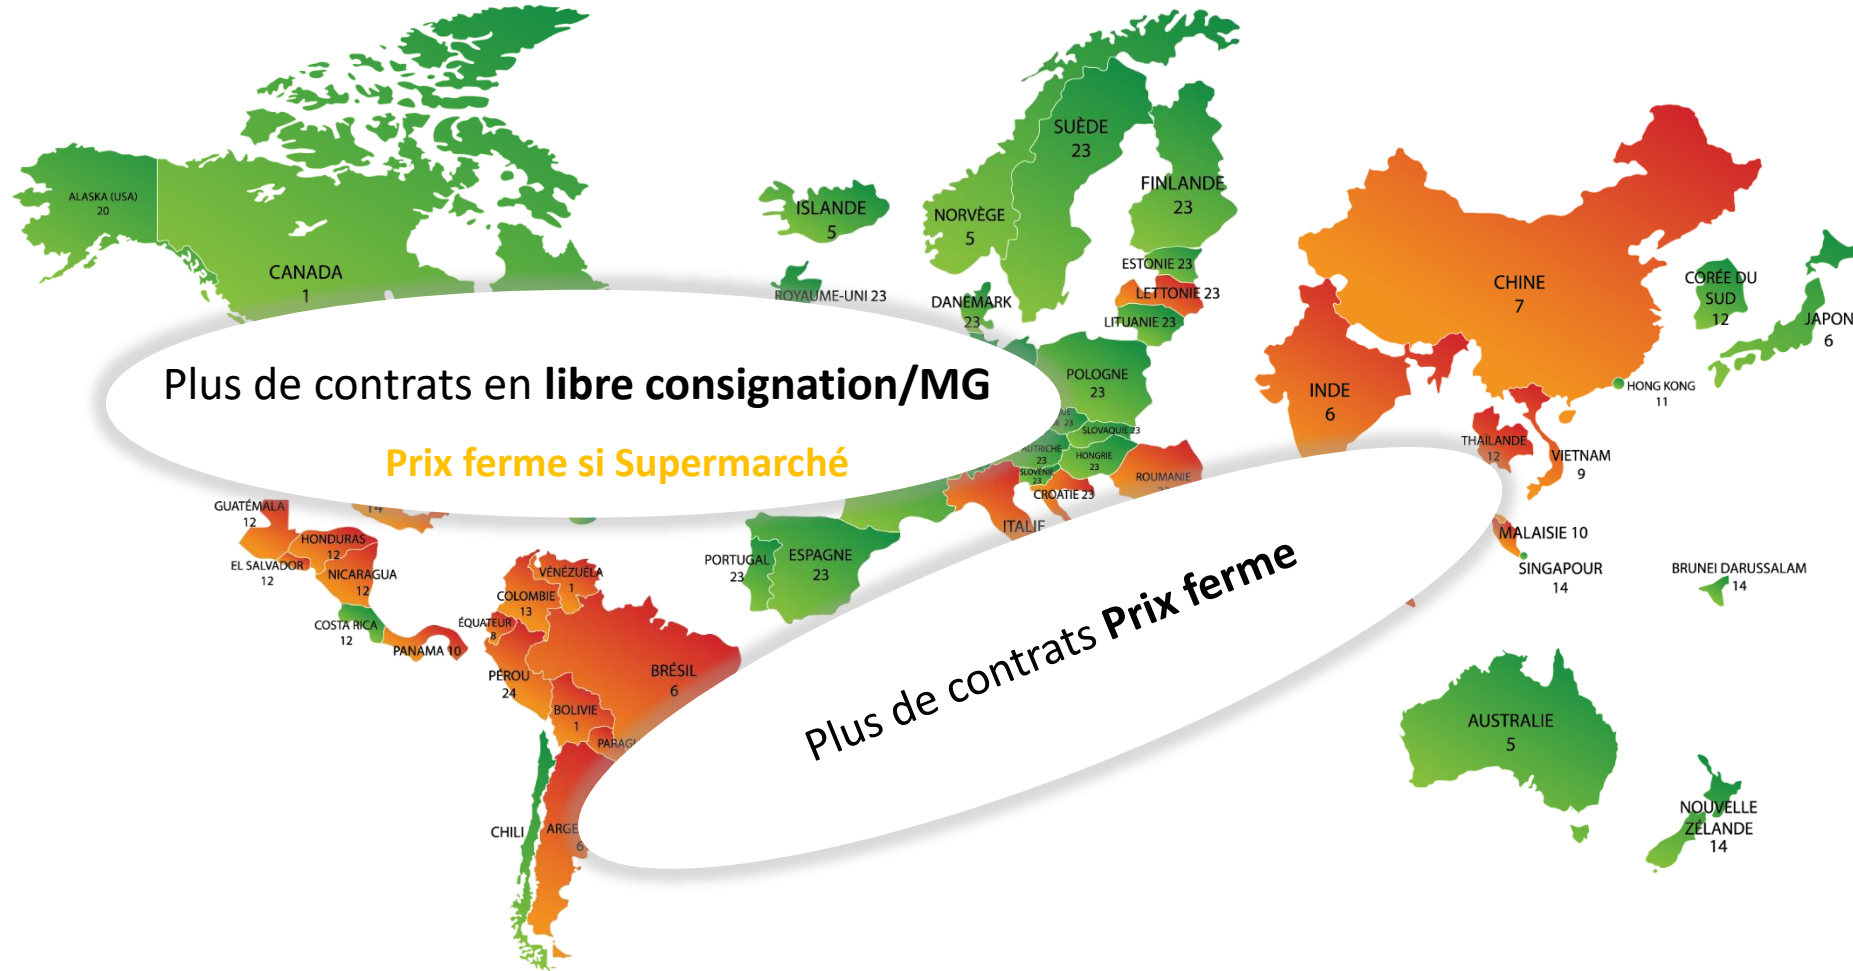 ALASKA (USA)
20
CANADA
1
ISLANDE
5
ROYAUME-UNI 23
NORVÈGE
5
SUÈDE
23
FINLANDE
23
ESTONIE 23
LETTONIE 23
LITUANIE 23
DANEMARK
23
POLOGNE
23
SLOVAQUIE 23
AUTRICHE
23
HONGRIE
23
SLOVÉNIE
23
CROATIE 23
ROUMANIE
ITALIE
PORTUGAL
23
ESPAGNE
23
Plus de contrats en libre consignation/MG
Prix ferme si Supermarché
Plus de contrats Prix ferme
GUATÉMALA
12
14
HONDURAS
12
EL SALVADOR
12
NICARAGUA
12
COSTA RICA
12
PANAMA 10
VÉNÉZUÉLA
1
COLOMBIE
13
ÉQUATEUR
8
PÉROU
24
BRÉSIL
6
BOLIVIE
1
CHILI
6
CHINE
7
INDE
6
CORÉE DU
SUD
12
JAPON
6
HONG KONG
11
THAÏLANDE
12
VIETNAM
9
MALAISIE 10
SINGAPOUR
14
BRUNEI DARUSSALAM
14
AUSTRALIE
5
NOUVELLE
ZÉLANDE
14